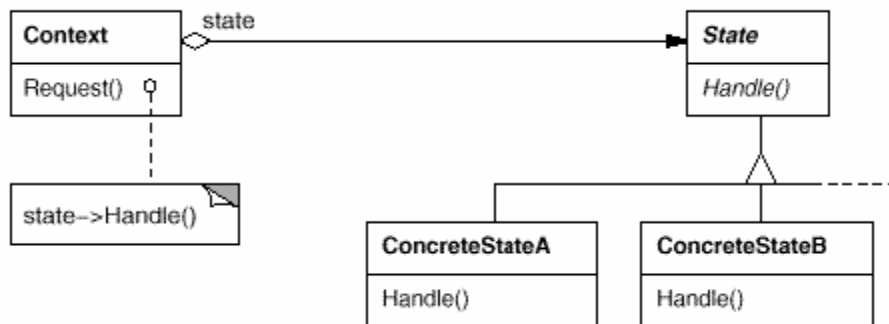 state
Context
State
Request()
Handle()
state->Handle()
ConcreteStateA
ConcreteStateB
Handle()
Handle()